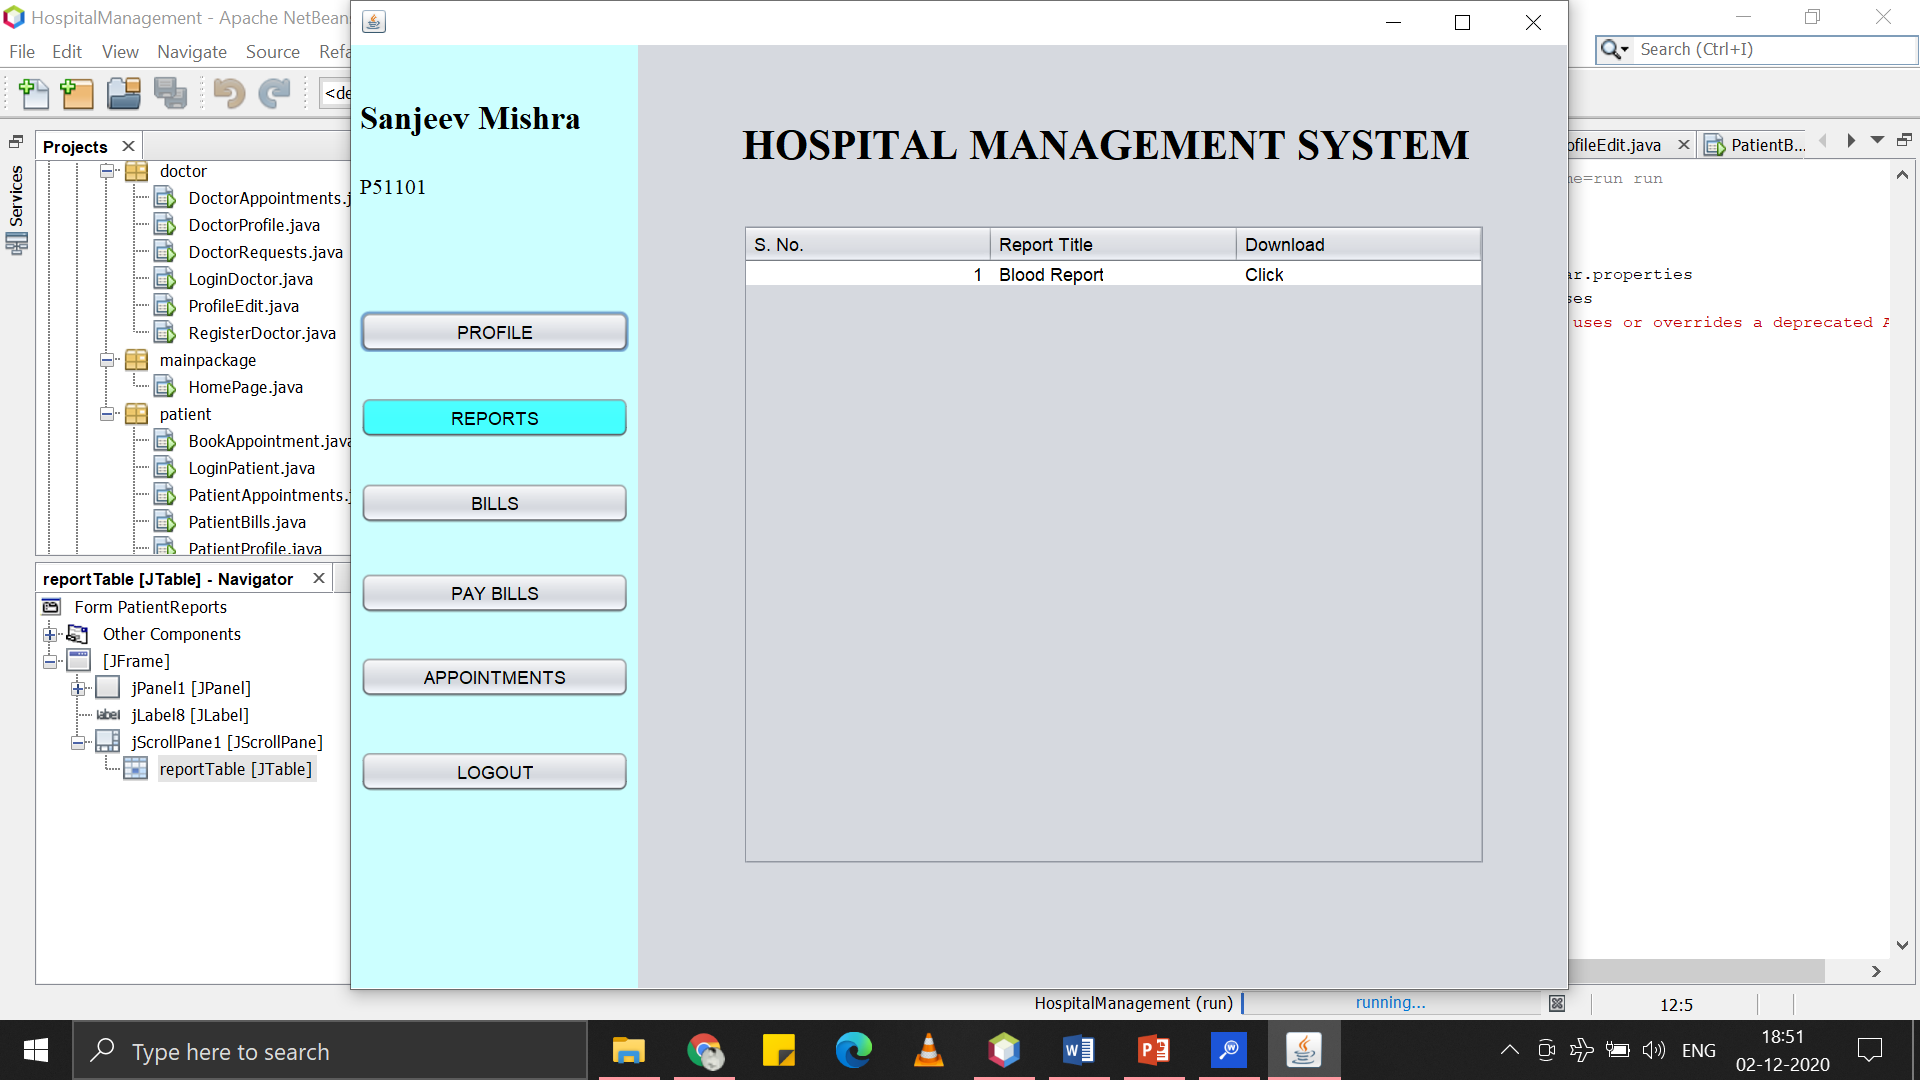 HospitalManagement - Apache NetBeans
File Edit View Navigate Source Refa
Search (Ctrl+I)
<de
Projects
Services
doctor
DoctorAppointments.j
DoctorProfile.java
DoctorRequests.java
LoginDoctor.java
ProfileEdit.java
RegisterDoctor.java
mainpackage
HomePage.java
patient
BookAppointment.java
LoginPatient.java
PatientAppointments.j
PatientBills.java
PatientProfile.java
reportTable [JTable] - Navigator
Form PatientReports
Other Components
[JFrame]
jPanel1 [JPanel]
label jLabel8 [JLabel]
jScrollPane1 [JScrollPane]
reportTable [JTable]
Sanjeev Mishra
P51101
PROFILE
REPORTS
BILLS
PAY BILLS
APPOINTMENTS
LOGOUT
HOSPITAL MANAGEMENT SYSTEM
S. No. Report Title Download
1 Blood Report Click
ofileEdit.java PatientB...
me=run run
ar.properties
ses
uses or overrides a deprecated A
HospitalManagement (run) running... 12:5
Type here to search
ENG
18:51
02-12-2020